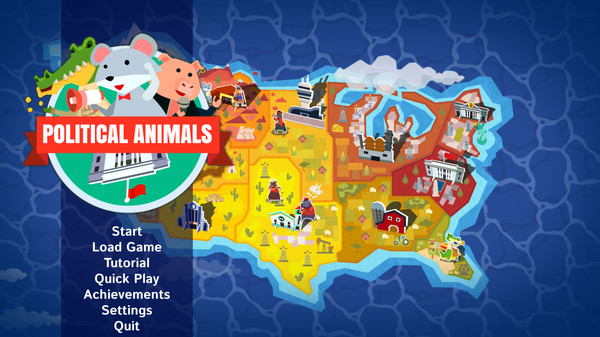 POLITICAL ANIMALS
Start
Load Game
Tutorial
Quick Play
Achievements
Settings
Quit